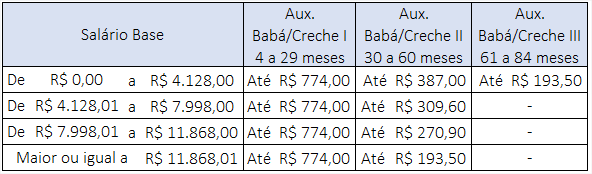 Salário Base Aux. Babá/Creche I 4 a 29 meses Aux. Babá/Creche II 30 a 60 meses Aux. Babá/Creche III 61 a 84 meses
De R$ 0,00 a R$ 4.128,00 Até R$ 774,00 Até R$ 387,00 Até R$ 193,50
De R$ 4.128,01 a R$ 7.998,00 Até R$ 774,00 Até R$ 309,60 -
De R$ 7.998,01 a R$ 11.868,00 Até R$ 774,00 Até R$ 270,90 -
Maior ou igual a R$ 11.868,01 Até R$ 774,00 Até R$ 193,50 -